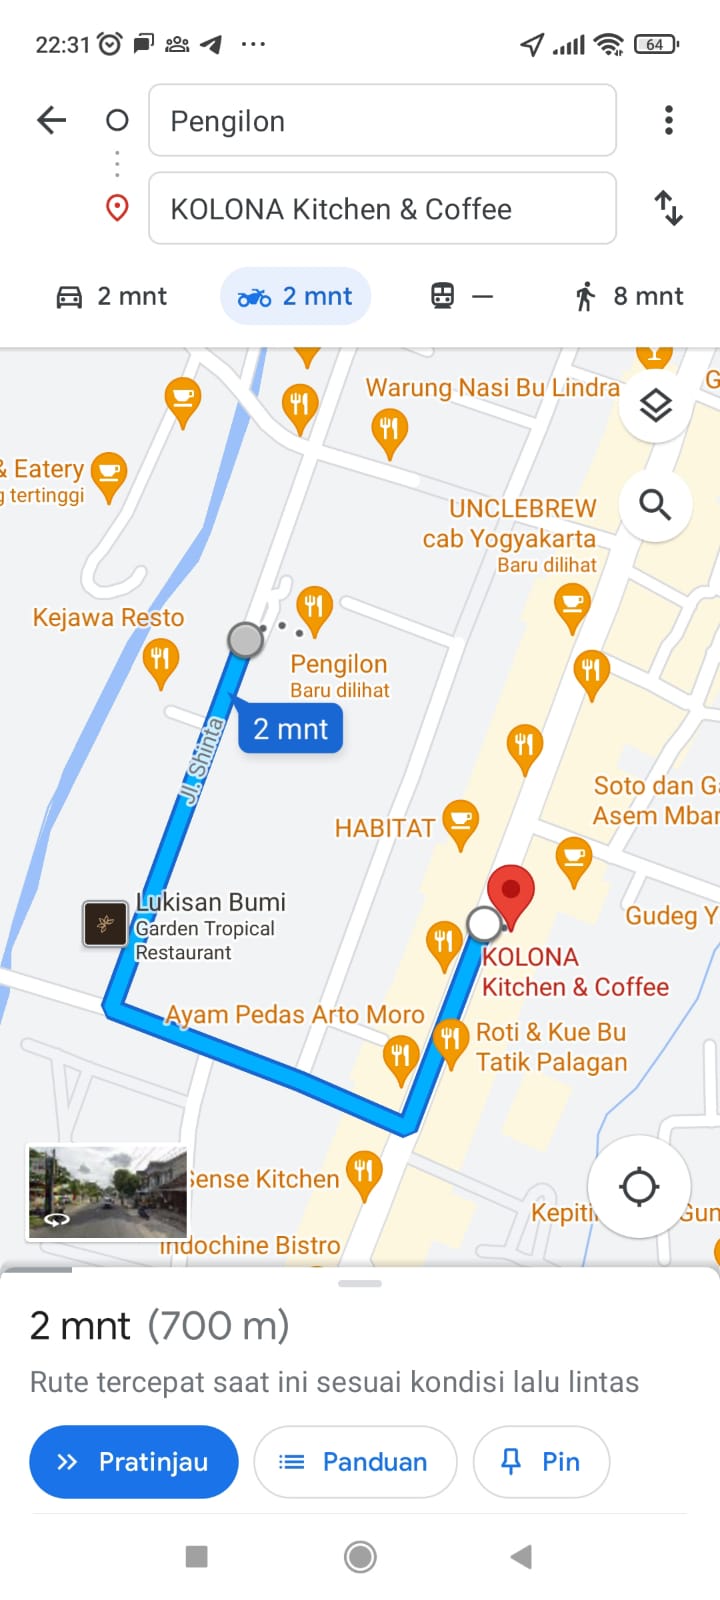 22:31
64
Pengilon
KOLONA Kitchen & Coffee
2 mnt
2 mnt
—
8 mnt
Warung Nasi Bu Lindra
G
& Eatery
tertinggi
UNCLEBREW
cab Yogyakarta
Baru dilihat
Kejawa Resto
Pengilon
Baru dilihat
2 mnt
Jl. Shinta
Soto dan Ga
Asem Mbar
HABITAT
Lukisan Bumi
Garden Tropical
Restaurant
Gudeg Y
KOLONA
Kitchen & Coffee
Ayam Pedas Arto Moro
Roti & Kue Bu
Tatik Palagan
Sense Kitchen
Kepiti
Gun
Indochine Bistro
2 mnt (700 m)
Rute tercepat saat ini sesuai kondisi lalu lintas
Pratinjau
Panduan
Pin